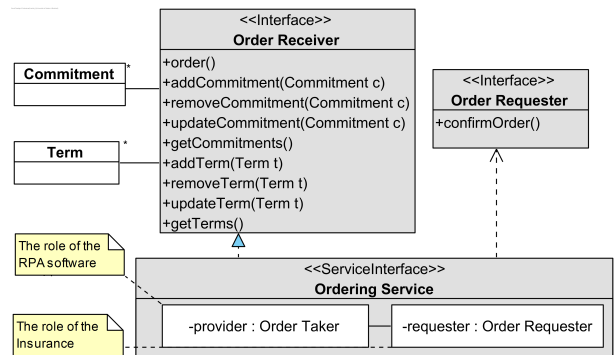 <<Interface>>
Order Receiver
+order()
+addCommitment(Commitment c)
+removeCommitment(Commitment c)
+updateCommitment(Commitment c)
+getCommitments()
+addTerm(Term t)
+removeTerm(Term t)
+updateTerm(Term t)
+getTerms()
Commitment
*
Term
*
<<Interface>>
Order Requester
+confirmOrder()
The role of the
RPA software
The role of the
Insurance
<<ServiceInterface>>
Ordering Service
-provider : Order Taker
-requester : Order Requester